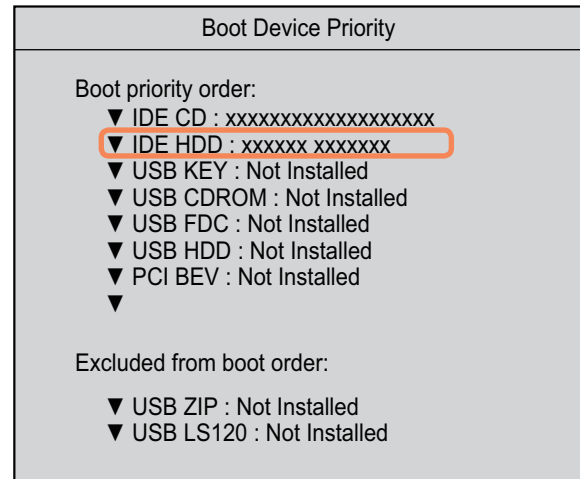 Boot Device Priority
Boot priority order:
▼ IDE CD : xxxxxxxxxxxxxxxxxxx
▼ IDE HDD : xxxxxx xxxxxxx
▼ USB KEY : Not Installed
▼ USB CDROM : Not Installed
▼ USB FDC : Not Installed
▼ USB HDD : Not Installed
▼ PCI BEV : Not Installed
▼
Excluded from boot order:
▼ USB ZIP : Not Installed
▼ USB LS120 : Not Installed